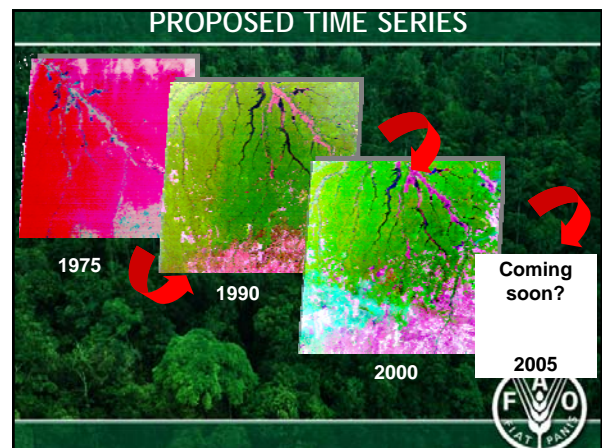 PROPOSED TIME SERIES
1975
1990
2000
Coming
soon?
2005
F A O
FIAT PANIS